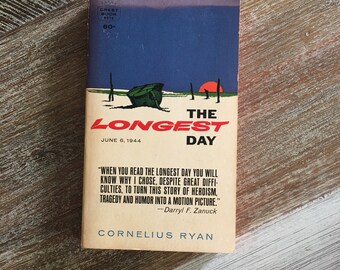 THE
LONGEST
JUNE 6, 1944
DAY
"WHEN YOU READ THE LONGEST DAY YOU WILL
KNOW WHY I CHOSE, DESPITE GREAT DIFFI-
CULTIES, TO TURN THIS STORY OF HEROISM,
TRAGEDY AND HUMOR INTO A MOTION PICTURE."
—Darryl F. Zanuck
CORNELIUS RYAN